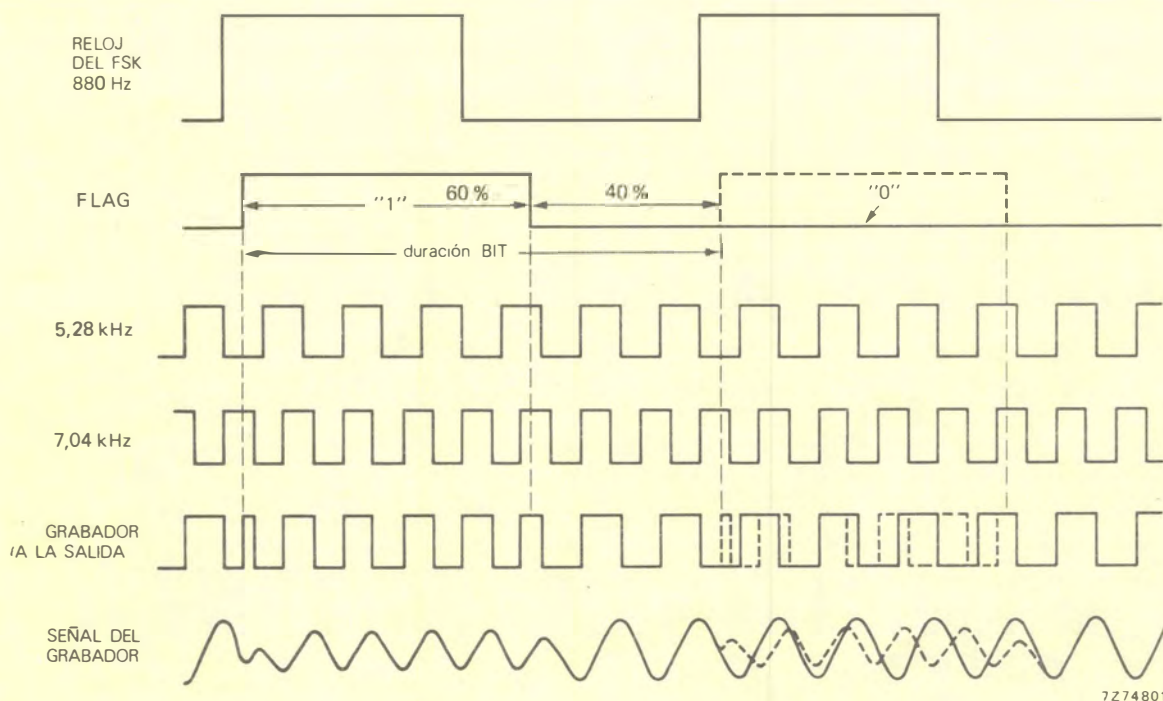 RELOJ
DEL FSK
880 Hz
FLAG
"1"
60 %
40 %
"0"
duración BIT
5,28 kHz
7,04 kHz
GRABADOR
/A LA SALIDA
SEÑAL DEL
GRABADOR
7Z74801